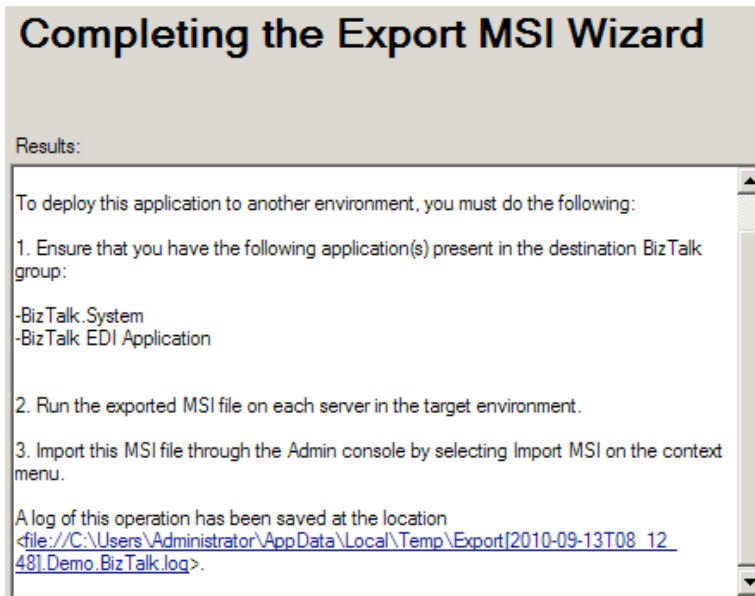 Completing the Export MSI Wizard
Results:
To deploy this application to another environment, you must do the following:
1. Ensure that you have the following application(s) present in the destination BizTalk
group:
-BizTalk.System
-BizTalk EDI Application
2. Run the exported MSI file on each server in the target environment.
3. Import this MSI file through the Admin console by selecting Import MSI on the context
menu.
A log of this operation has been saved at the location
<file://C:\Users\Administrator\AppData\Local\Temp\Export[2010-09-13T08_12_
48].Demo.BizTalk.log>.